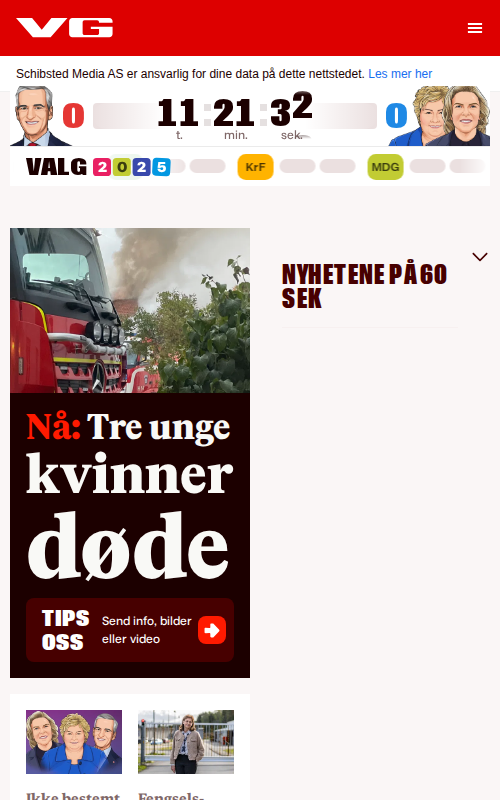 VG
Schibsted Media AS er ansvarlig for dine data på dette nettstedet. Les mer her
0 11:21:32 0
t. min. sek.
VALG 2025 KrF MDG
NYHETENE PÅ 60
SEK
Nå: Tre unge
kvinner
døde
TIPS
OSS
Send info, bilder
eller video
Ikke bestemt
Fengsels-